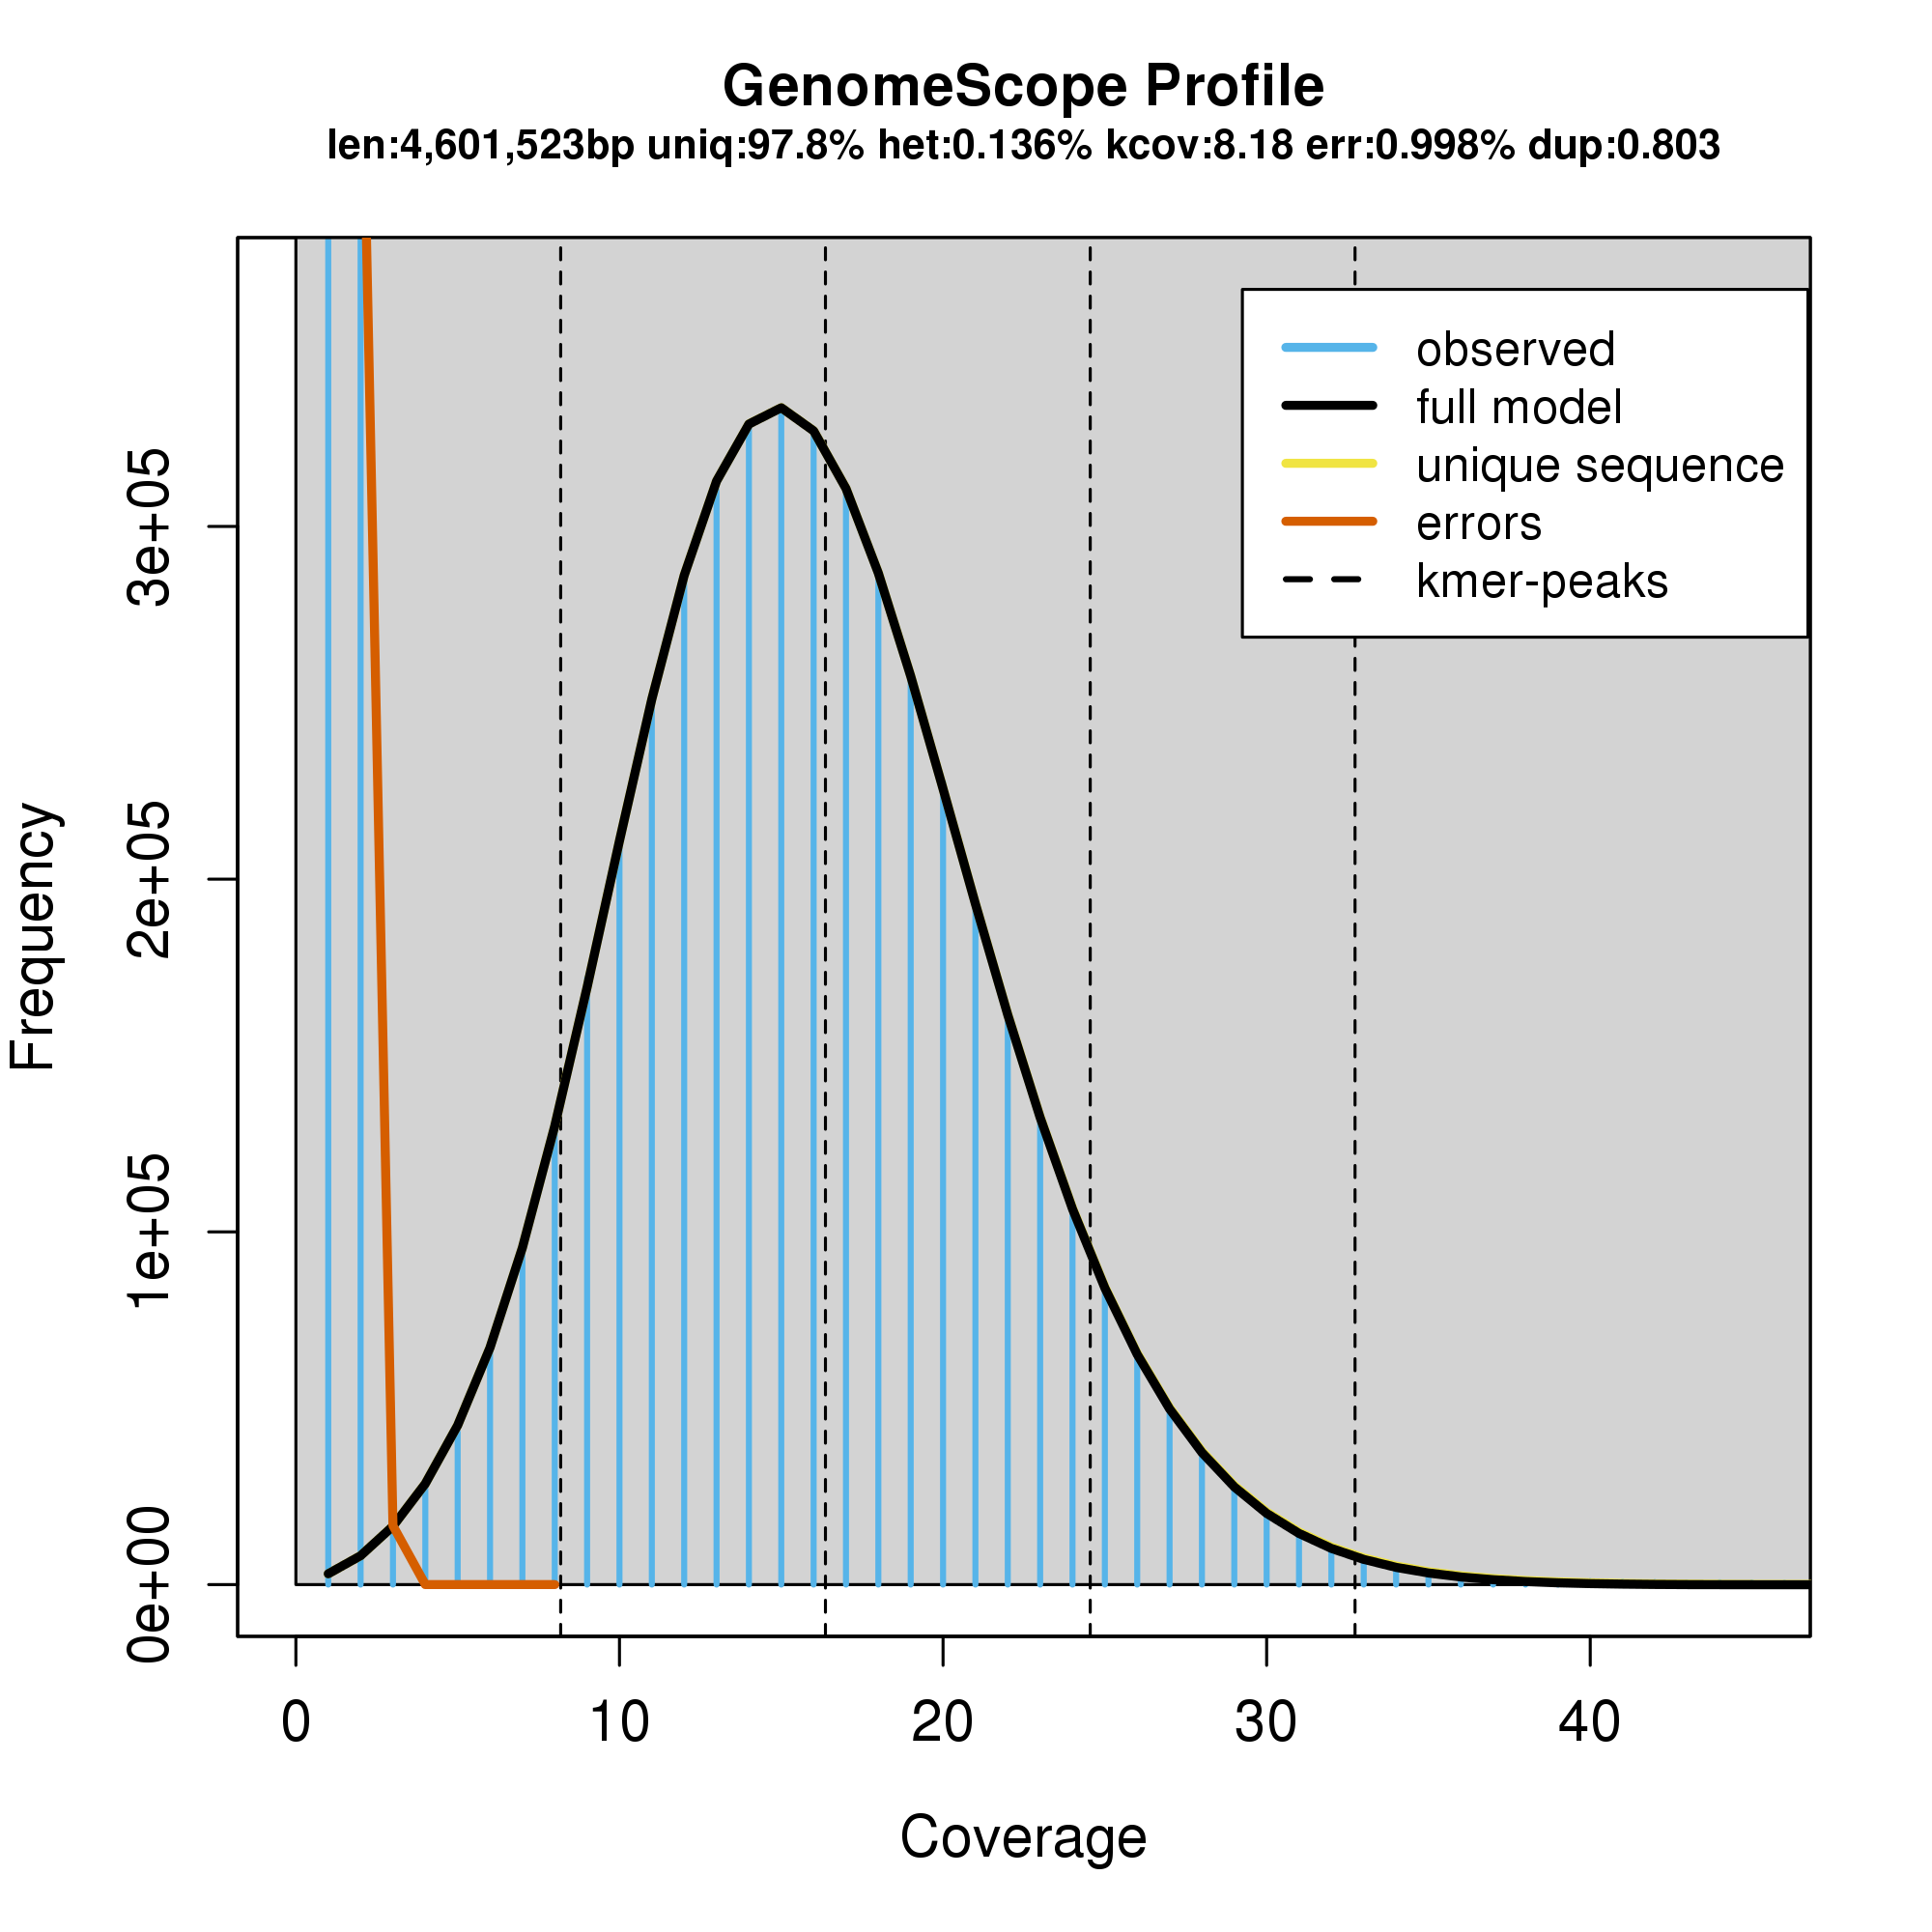 GenomeScope Profile
len:4,601,523bp uniq:97.8% het:0.136% kcov:8.18 err:0.998% dup:0.803
observed
full model
unique sequence
errors
kmer-peaks
Frequency
3e+05
2e+05
1e+05
0e+00
0 10 20 30 40
Coverage